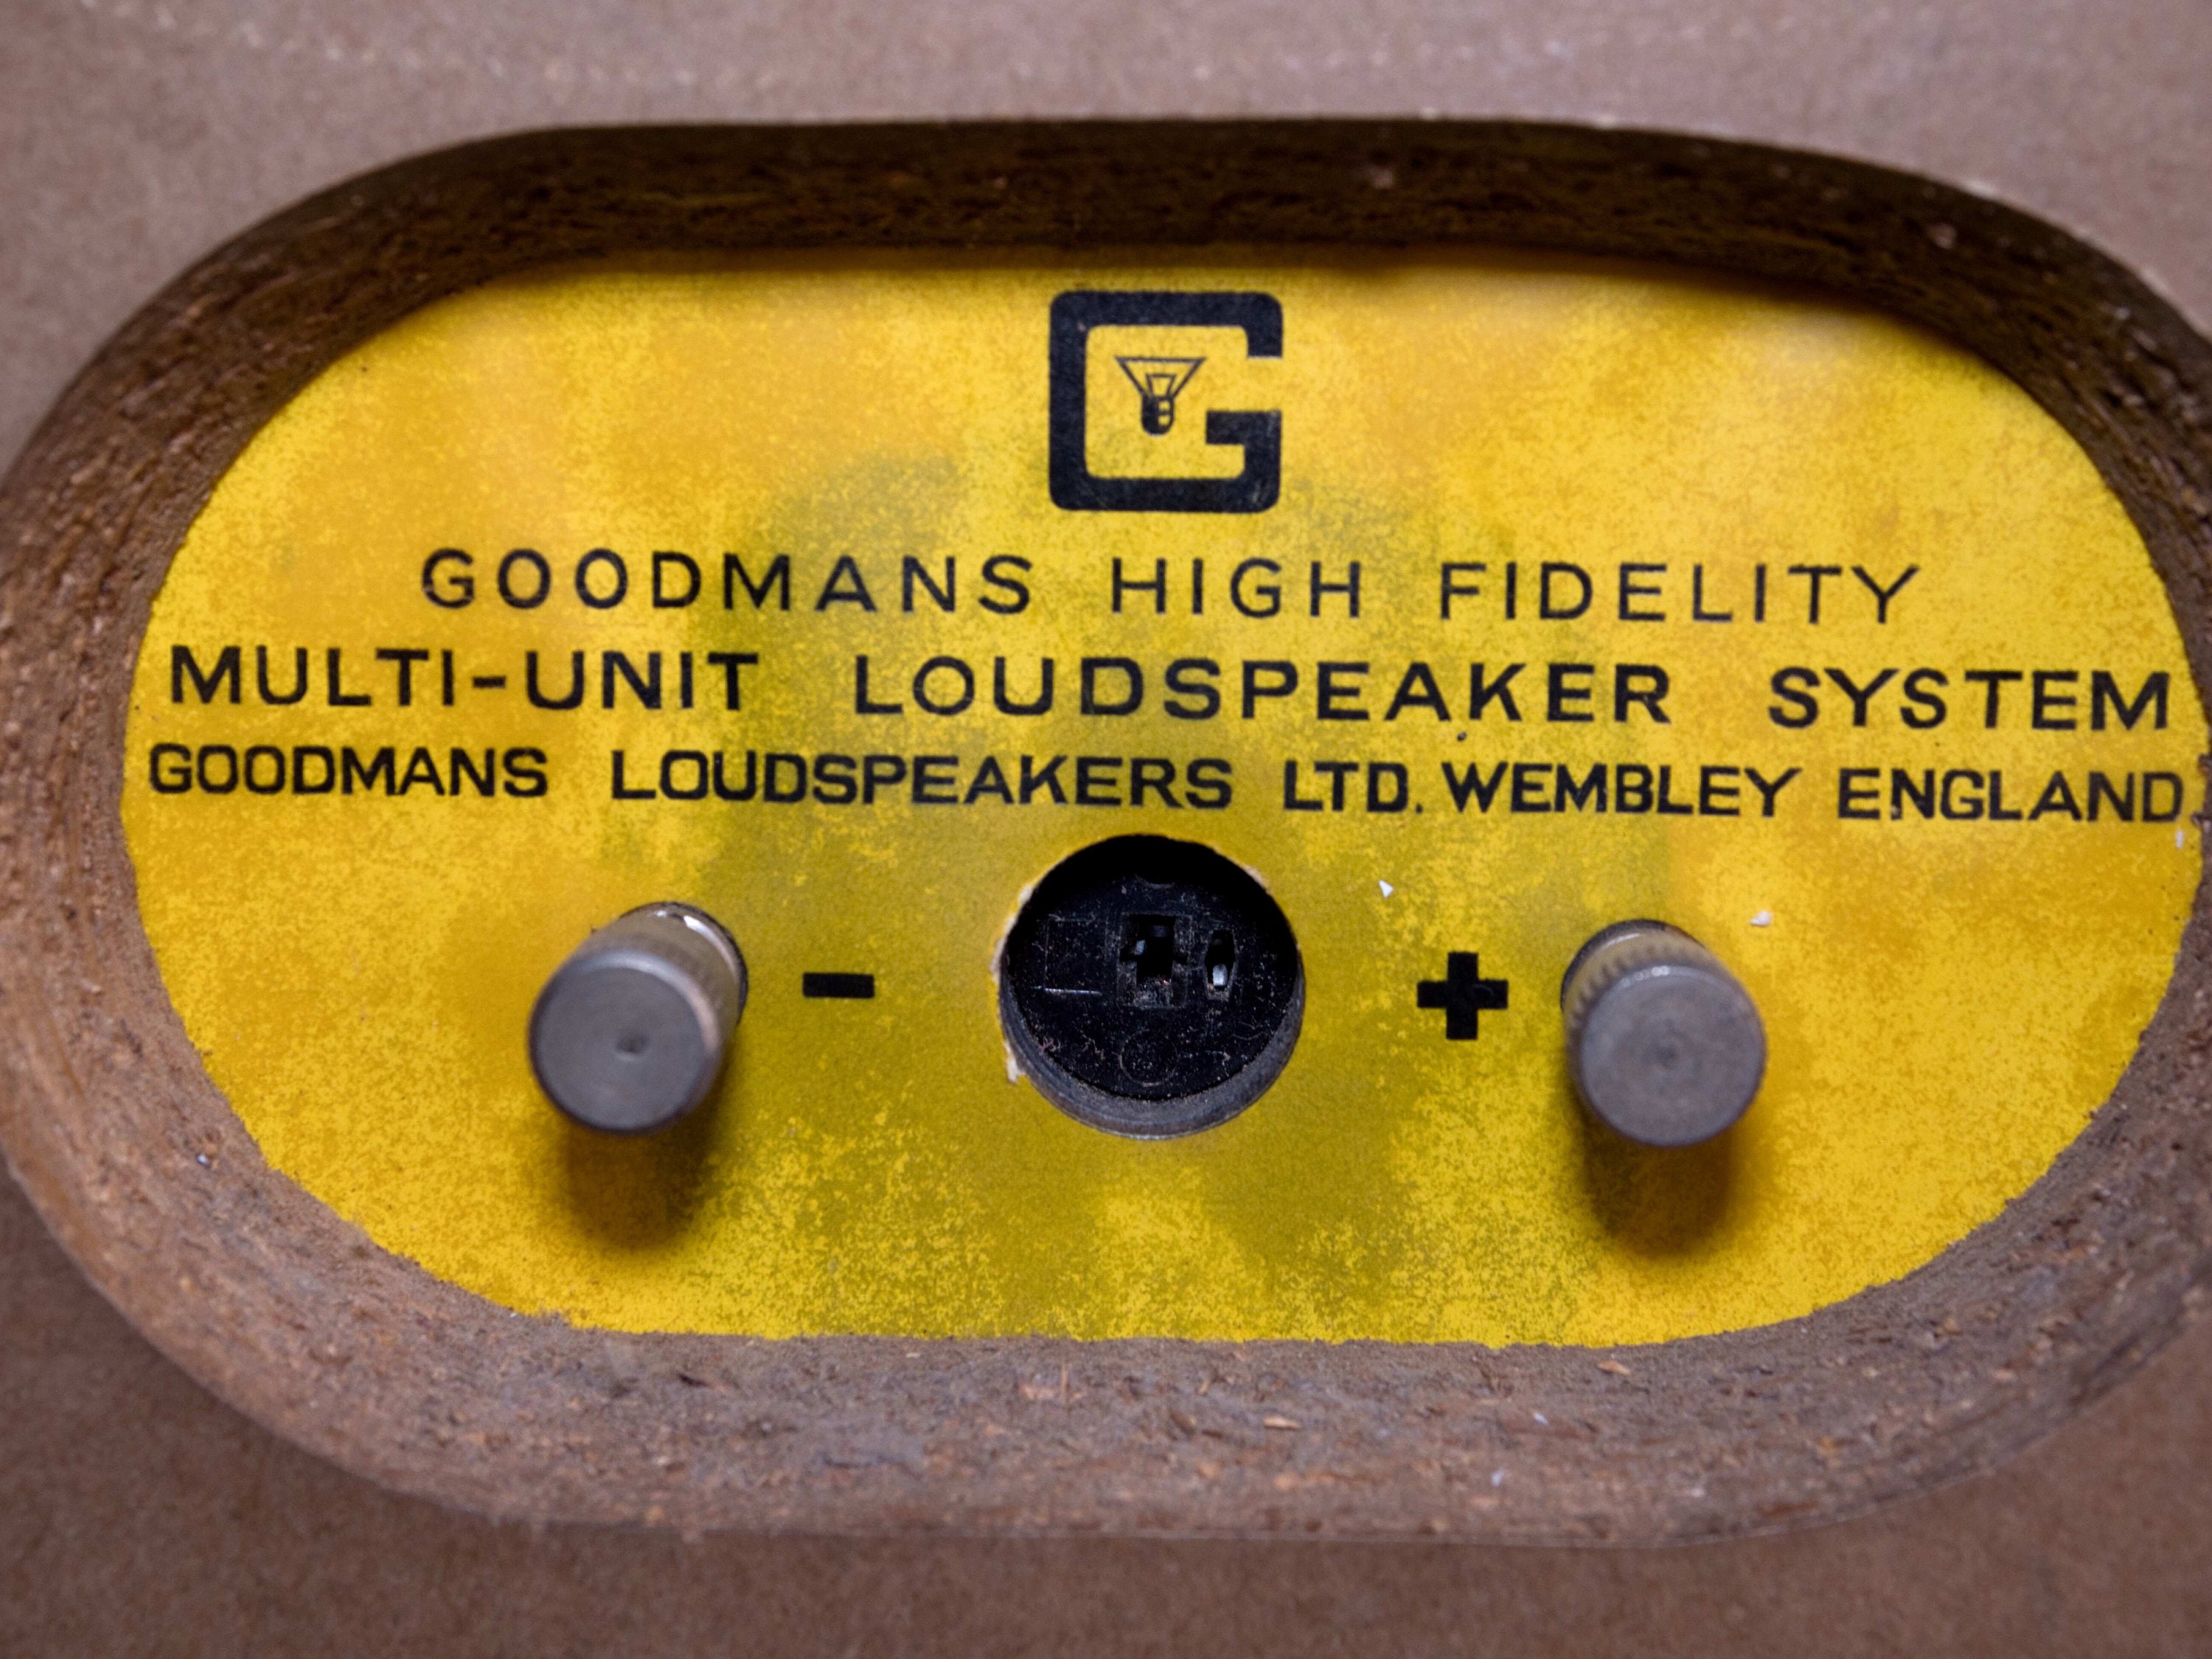 G
GOODMANS HIGH FIDELITY
MULTI-UNIT LOUDSPEAKER SYSTEM
GOODMANS LOUDSPEAKERS LTD. WEMBLEY ENGLAND
- +